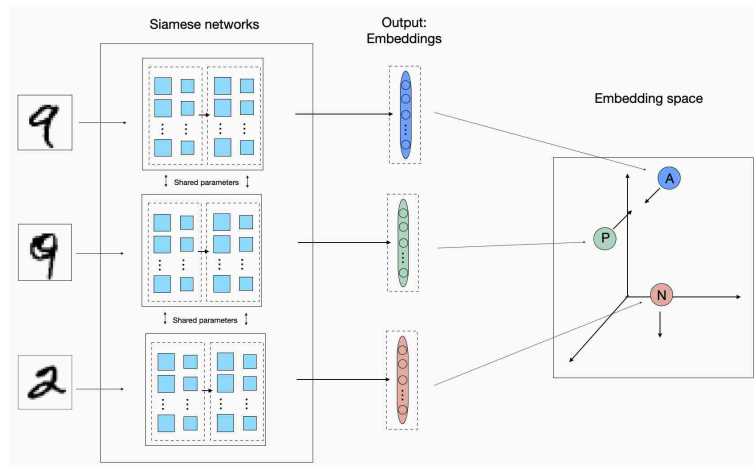 Siamese networks
Output:
Embeddings
Embedding space
9
Shared parameters
9
Shared parameters
2
A
P
N